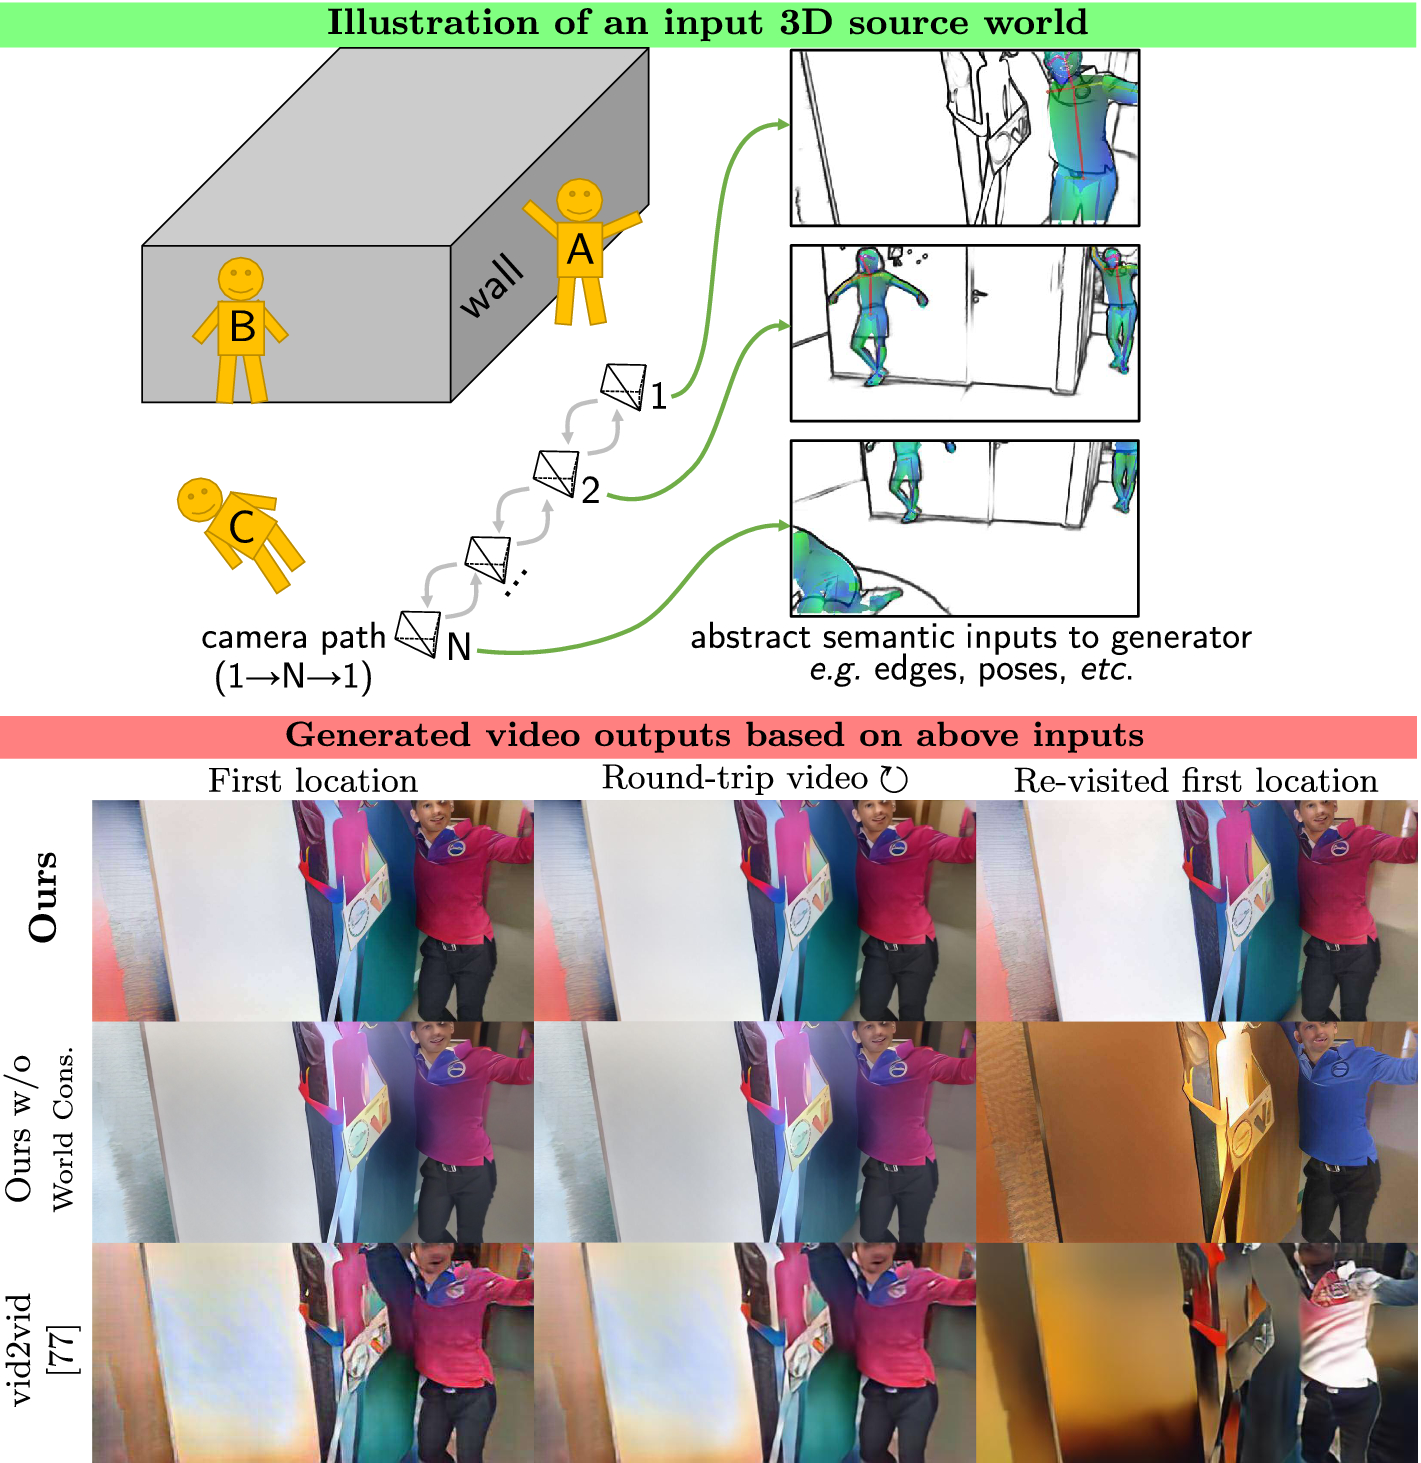 Illustration of an input 3D source world
A
wall
B
1
2
C
...
N
camera path
(1→N→1)
abstract semantic inputs to generator
e.g. edges, poses, etc.
Generated video outputs based on above inputs
First location
Round-trip video ↻
Re-visited first location
Ours
Ours w/o
World Cons.
vid2vid
[77]